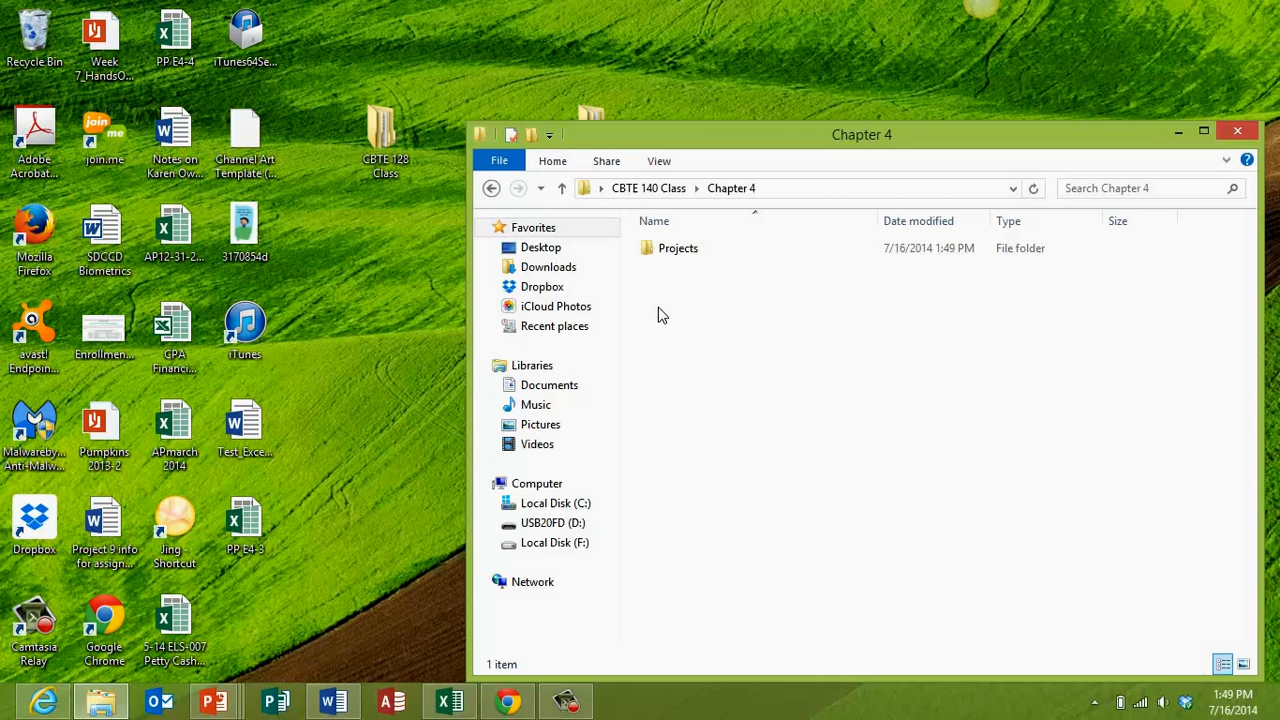 Recycle Bin
Week
7_HandsO...
PP E4-4
iTunes64Se...
Adobe
Acrobat...
join.me
join.me
Notes on
Karen Ow...
Channel Art
Template (...
CBTE 128
Class
Mozilla
Firefox
SDCCD
Biometrics
AP12-31-2...
3170854d
avast!
Endpoin...
Enrollmen...
CPA
Financi...
iTunes
Malwareby...
Anti-Malw...
Pumpkins
2013-2
APmarch
2014
Test_Exce...
Dropbox
Project 9 info
for assign...
Jing -
Shortcut
PP E4-3
Camtasia
Relay
Google
Chrome
5-14 ELS-007
Petty Cash...
Chapter 4
File
Home
Share
View
CBTE 140 Class
Chapter 4
Search Chapter 4
Name
Date modified
Type
Size
Projects
7/16/2014 1:49 PM
File folder
Favorites
Desktop
Downloads
Dropbox
iCloud Photos
Recent places
Libraries
Documents
Music
Pictures
Videos
Computer
Local Disk (C:)
USB20FD (D:)
Local Disk (F:)
Network
1 item
1:49 PM
7/16/2014